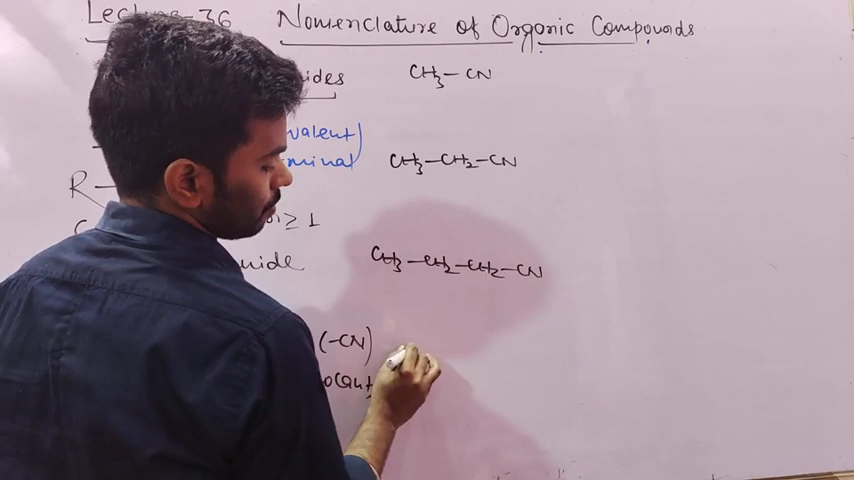 Lecture-36 Nomenclature of Organic Compounds
ides CH3-CN
valent)
minal CH3-CH2-CN
R-
≥ 1
nide CH3-CH2-CH2-CN
(-CN)